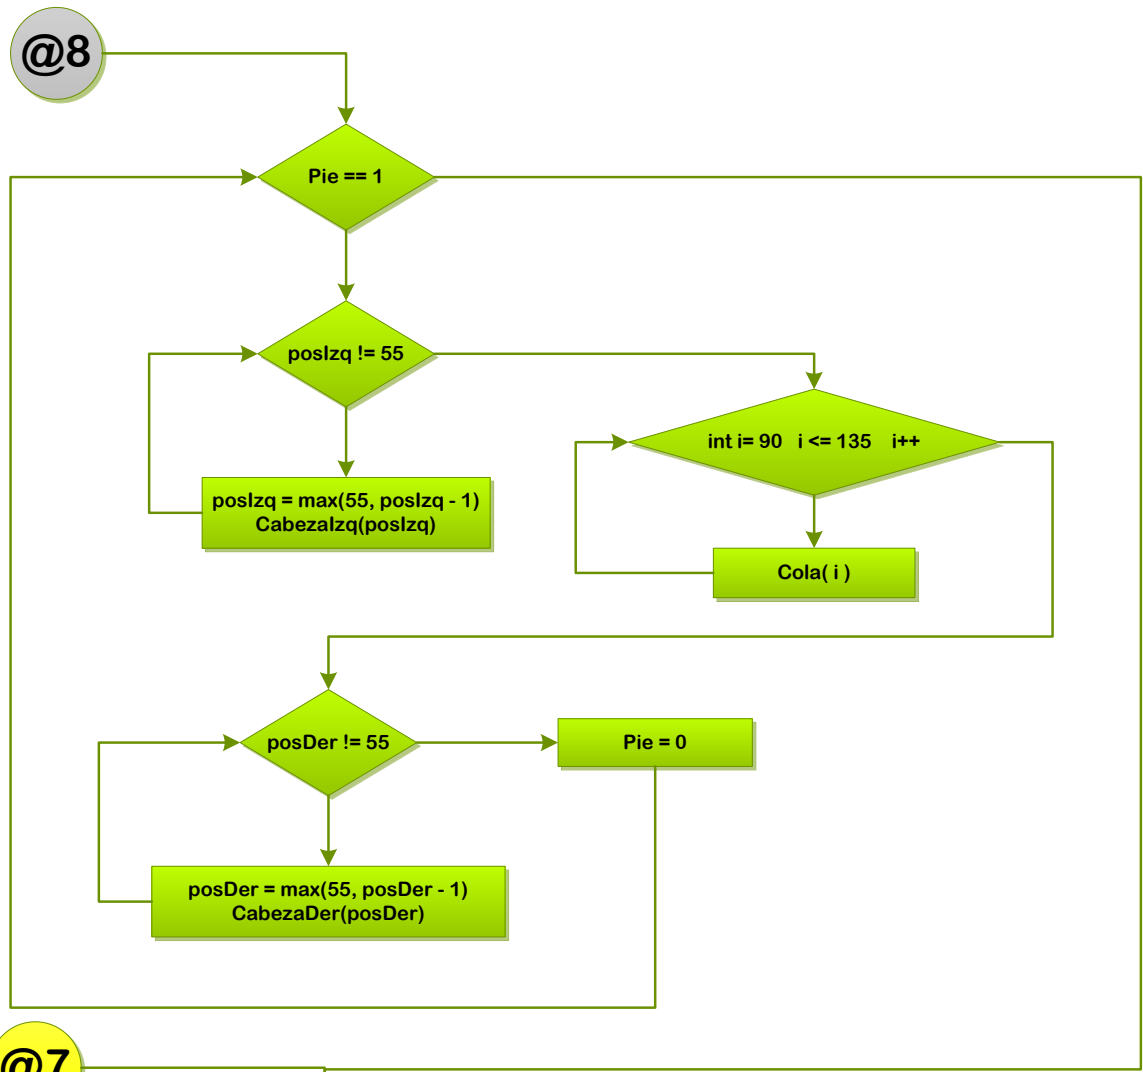 @8
Pie == 1
posIzq != 55
int i= 90 i <= 135 i++
posIzq = max(55, posIzq - 1)
CabezaIzq(posIzq)
Cola( i )
posDer != 55
Pie = 0
posDer = max(55, posDer - 1)
CabezaDer(posDer)
@7